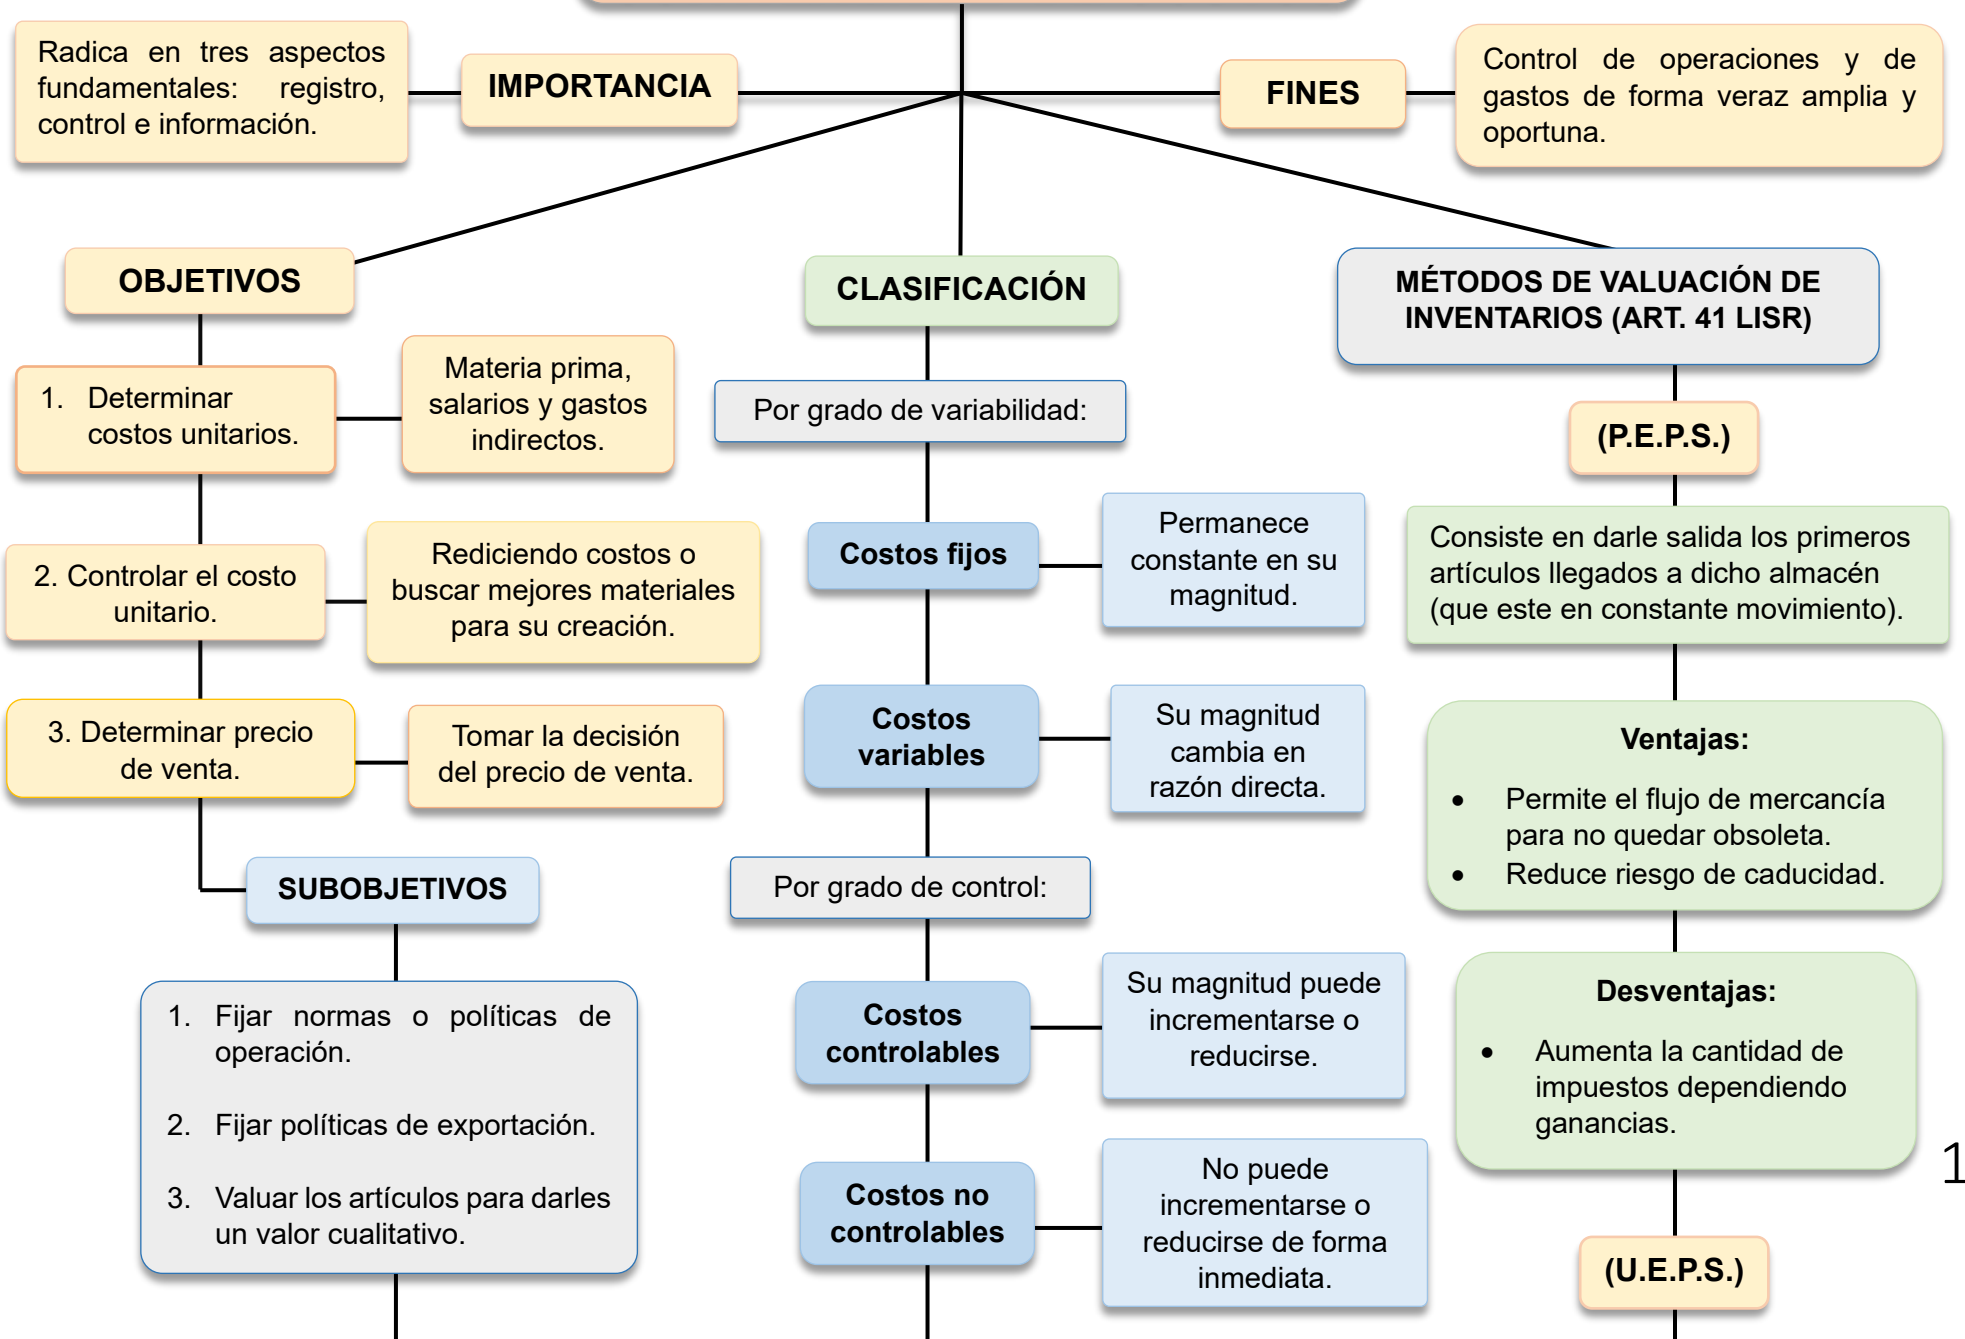 Radica en tres aspectos
fundamentales: registro,
control e información.
IMPORTANCIA
FINES
Control de operaciones y de
gastos de forma veraz amplia y
oportuna.
OBJETIVOS
1. Determinar
costos unitarios.
Materia prima,
salarios y gastos
indirectos.
2. Controlar el costo
unitario.
Rediciendo costos o
buscar mejores materiales
para su creación.
3. Determinar precio
de venta.
Tomar la decisión
del precio de venta.
SUBOBJETIVOS
1. Fijar normas o políticas de
operación.
2. Fijar políticas de exportación.
3. Valuar los artículos para darles
un valor cualitativo.
CLASIFICACIÓN
Por grado de variabilidad:
Costos fijos
Permanece
constante en su
magnitud.
Costos
variables
Su magnitud
cambia en
razón directa.
Por grado de control:
Costos
controlables
Su magnitud puede
incrementarse o
reducirse.
Costos no
controlables
No puede
incrementarse o
reducirse de forma
inmediata.
MÉTODOS DE VALUACIÓN DE
INVENTARIOS (ART. 41 LISR)
(P.E.P.S.)
Consiste en darle salida los primeros
artículos llegados a dicho almacén
(que este en constante movimiento).
Ventajas:
• Permite el flujo de mercancía
para no quedar obsoleta.
• Reduce riesgo de caducidad.
Desventajas:
• Aumenta la cantidad de
impuestos dependiendo
ganancias.
(U.E.P.S.)
1